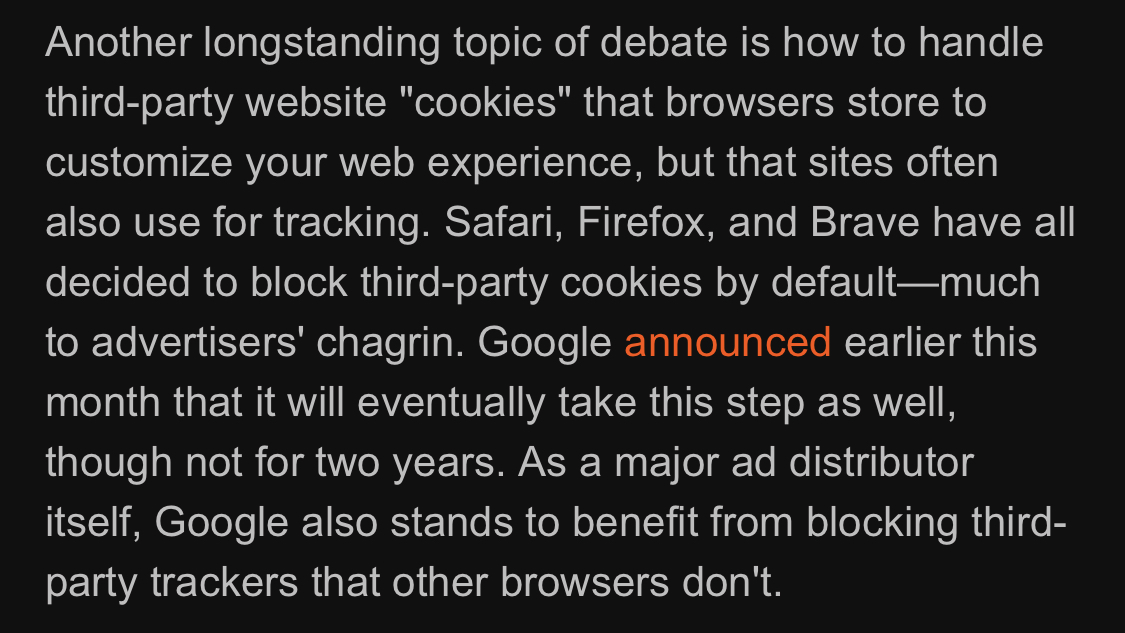 Another longstanding topic of debate is how to handle
third-party website "cookies" that browsers store to
customize your web experience, but that sites often
also use for tracking. Safari, Firefox, and Brave have all
decided to block third-party cookies by default—much
to advertisers' chagrin. Google announced earlier this
month that it will eventually take this step as well,
though not for two years. As a major ad distributor
itself, Google also stands to benefit from blocking third-
party trackers that other browsers don't.